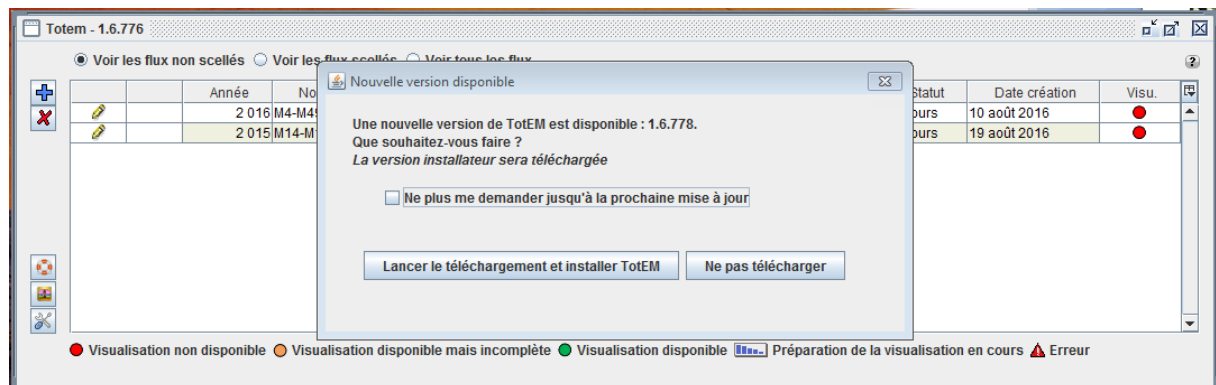 Totem - 1.6.776
Voir les flux non scellés Voir les flux scellés Voir tous les flux
Nouvelle version disponible
Année No Statut Date création Visu.
2 016 M4-M4 ours 10 août 2016
2 015 M14-M ours 19 août 2016
Une nouvelle version de TotEM est disponible : 1.6.778.
Que souhaitez-vous faire ?
La version installateur sera téléchargée
Ne plus me demander jusqu'à la prochaine mise à jour
Lancer le téléchargement et installer TotEM Ne pas télécharger
Visualisation non disponible Visualisation disponible mais incomplète Visualisation disponible Préparation de la visualisation en cours Erreur